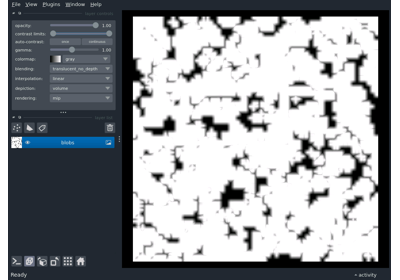 File View Plugins Window Help
opacity: 1.00
contrast limits:
auto-contrast: once continuous
gamma: 1.00
colormap: gray
blending: translucent_no_depth
interpolation: linear
depiction: volume
rendering: mip
blobs
Ready
activity